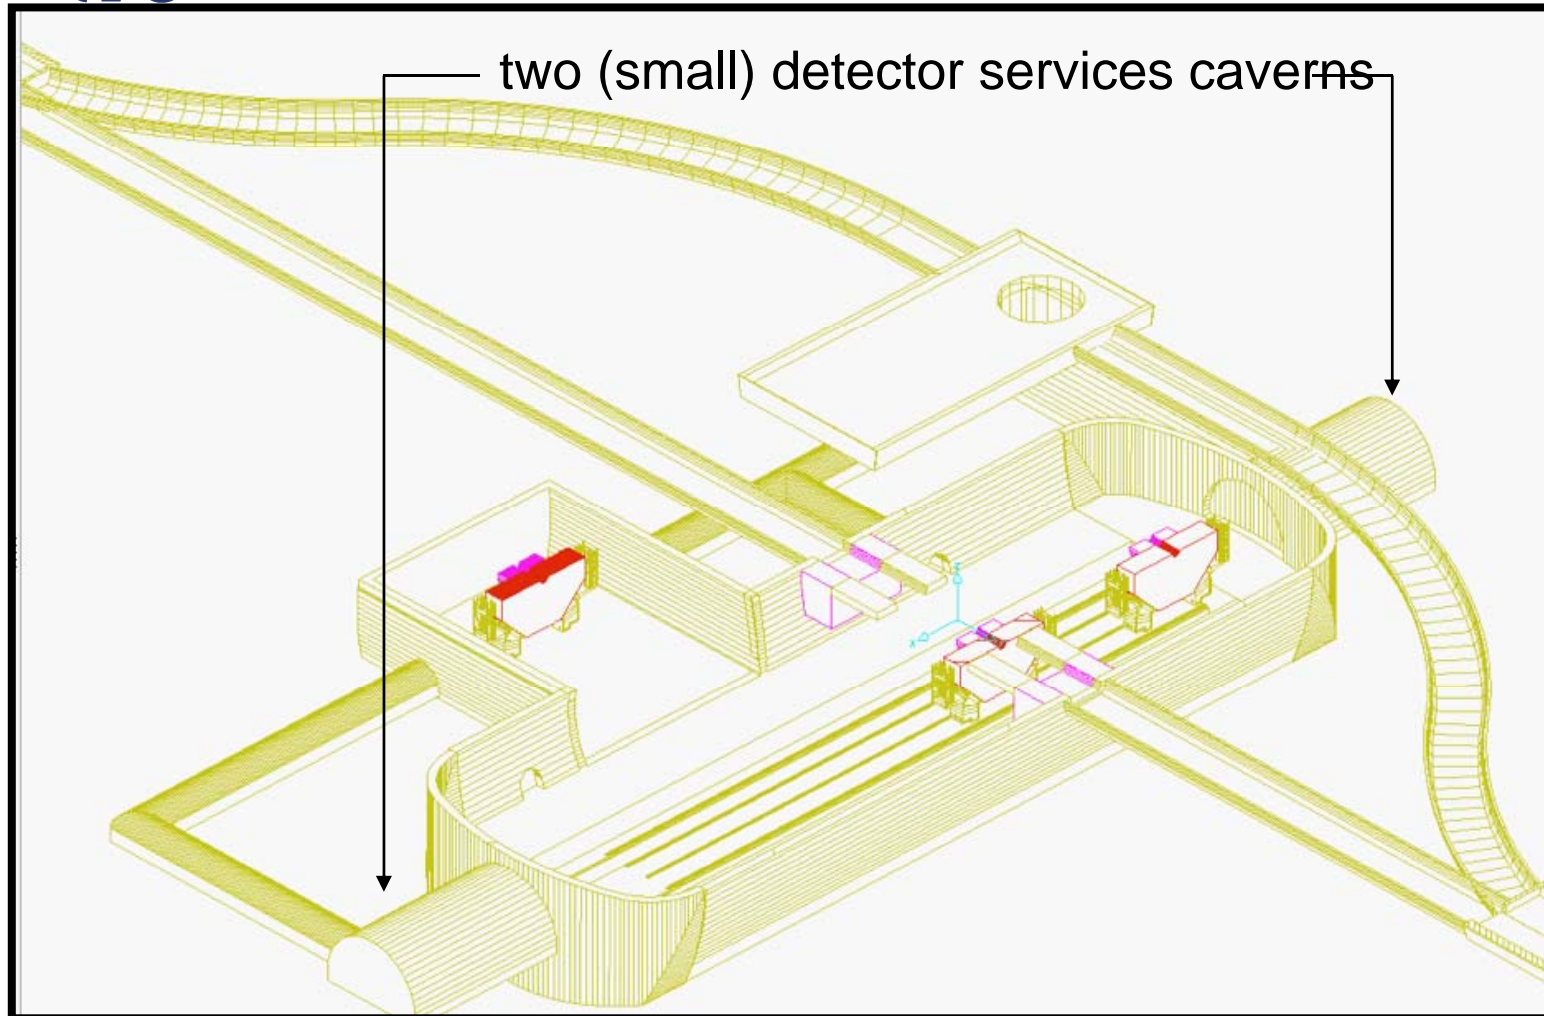 two (small) detector services caverns
z
x